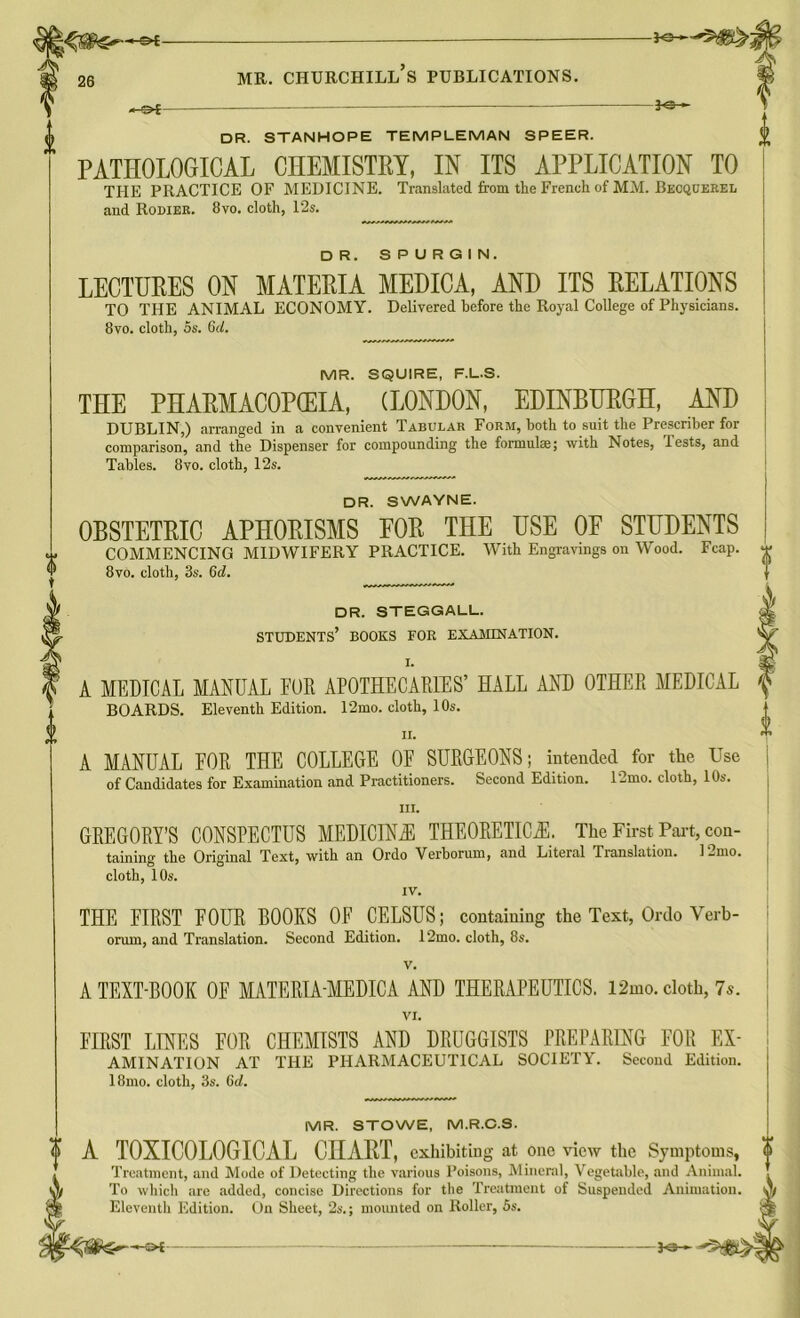 26
MR. CHURCHILL'S PUBLICATIONS.
DR. STANHOPE TEMPLEMAN SPEER.
PATHOLOGICAL CHEMISTRY, IN ITS APPLICATION TO
THE PRACTICE OF MEDICINE. Translated from the French of MM. BECQUEREL
and RODIER. 8vo. cloth, 12s.
DR. SPURGIN.
LECTURES ON MATERIA MEDICA, AND ITS RELATIONS
TO THE ANIMAL ECONOMY. Delivered before the Royal College of Physicians.
8vo. cloth, 5s. 6d.
MR. SQUIRE, F.L.S.
THE PHARMACOPŒIA, (LONDON, EDINBURGH, AND
DUBLIN,) arranged in a convenient TABULAR FORM, both to suit the Prescriber for
comparison, and the Dispenser for compounding the formulæ; with Notes, Tests, and
Tables. 8vo. cloth, 12s.
DR. SWAYNE.
OBSTETRIC APHORISMS FOR THE USE OF STUDENTS
COMMENCING MIDWIFERY PRACTICE. With Engravings on Wood. Fcap.
8vo. cloth, 3s. 6d.
DR. STEGGALL.
STUDENTS' BOOKS FOR EXAMINATION.
I.
A MEDICAL MANUAL FOR APOTHECARIES' HALL AND OTHER MEDICAL
BOARDS. Eleventh Edition. 12mo. cloth, 10s.
II.
A MANUAL FOR THE COLLEGE OF SURGEONS; intended for the Use
of Candidates for Examination and Practitioners. Second Edition. 12mo. cloth, 10s.
III.
GREGORY'S CONSPECTUS MEDICINÆ THEORETICÆ. The First Part, con-
taining the Original Text, with an Ordo Verborum, and Literal Translation. 12mo.
cloth, 10s.
IV.
THE FIRST FOUR BOOKS OF CELSUS; containing the Text, Ordo Verb-
orum, and Translation. Second Edition. 12mo. cloth, 8s.
V.
A TEXT-BOOK OF MATERIA-MEDICA AND THERAPEUTICS. 12mo. cloth, 7s.
VI.
FIRST LINES FOR CHEMISTS AND DRUGGISTS PREPARING FOR EX-
AMINATION AT THE PHARMACEUTICAL SOCIETY. Second Edition.
18mo. cloth, 3s. 6d.
MR. STOWE, M.R.C.S.
A TOXICOLOGICAL CHART, exhibiting at one view the Symptoms,
Treatment, and Mode of Detecting the various Poisons, Mineral, Vegetable, and Animal.
To which are added, concise Directions for the Treatment of Suspended Animation.
Eleventh Edition. On Sheet, 2s.; mounted on Roller, 5s.